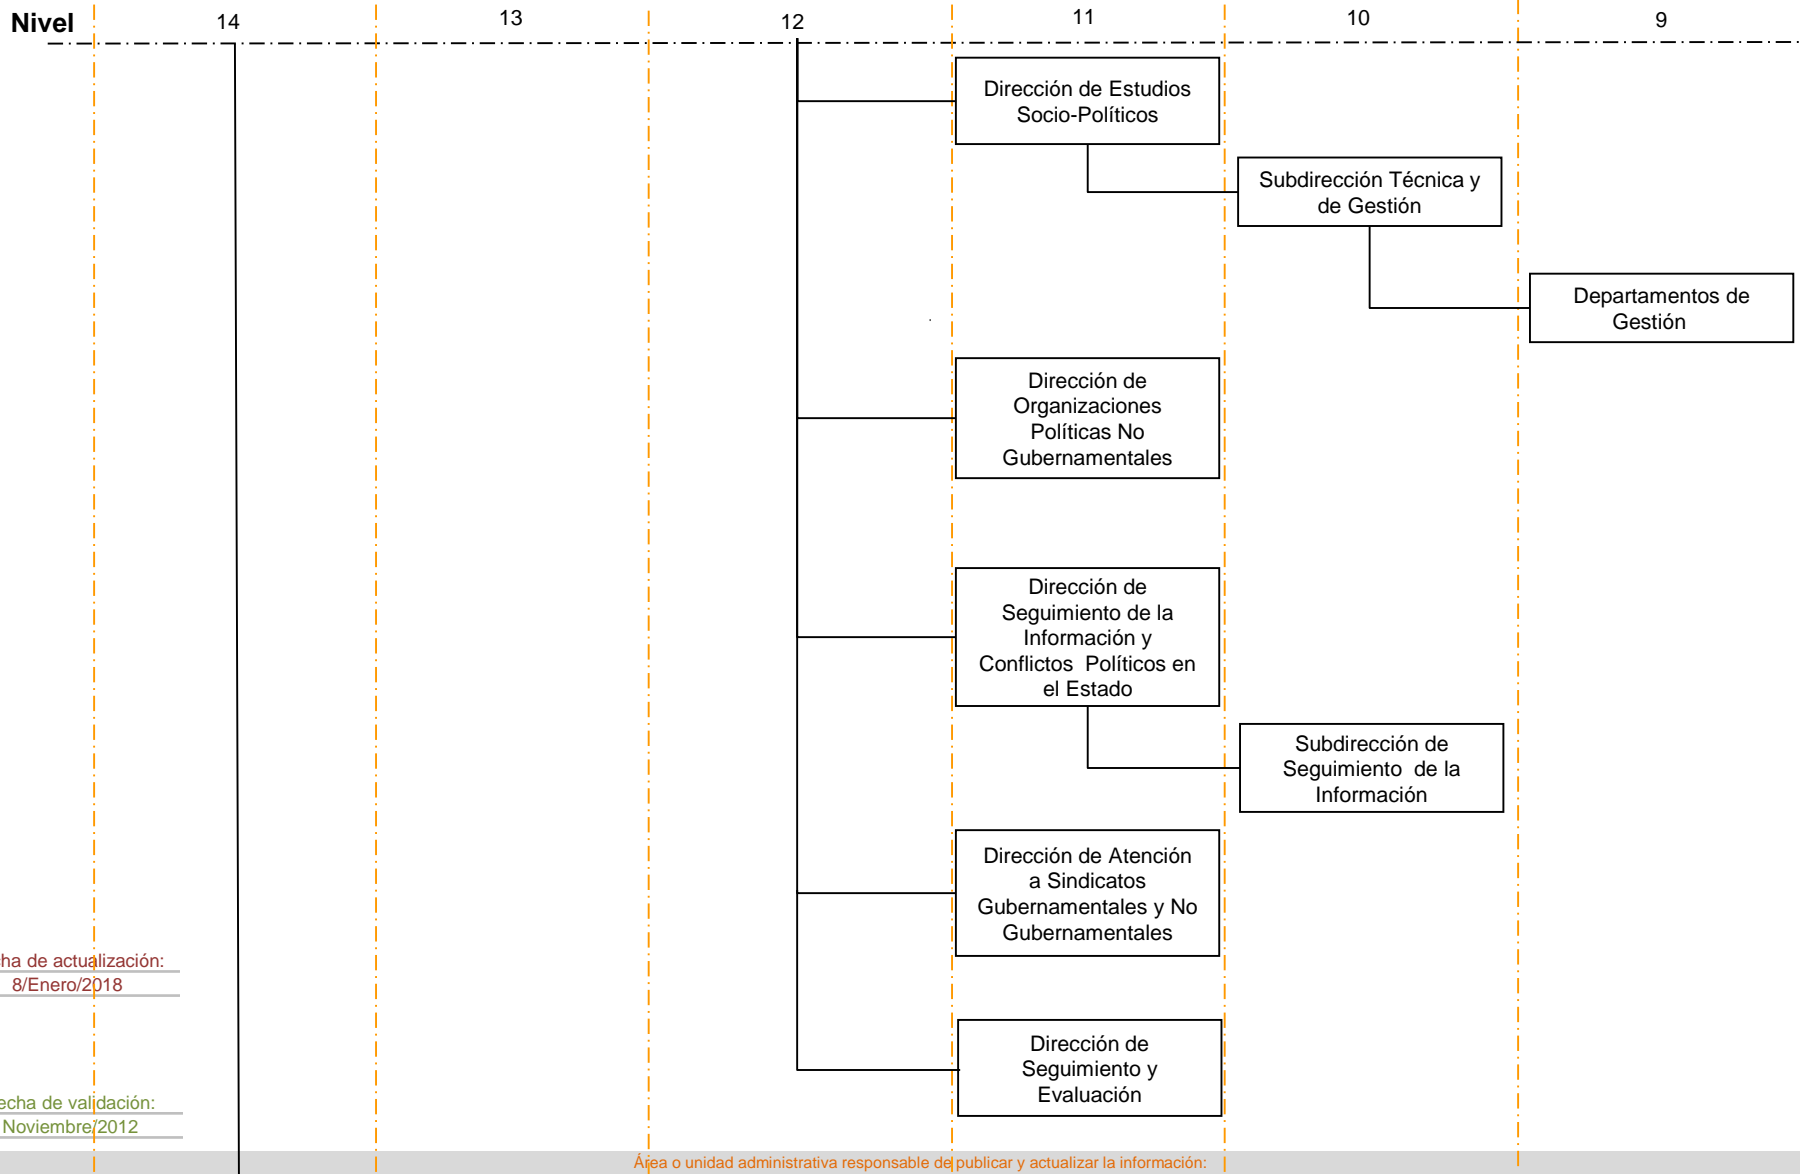 Nivel 14 13 12 11 10 9
Dirección de Estudios
Socio-Políticos
Subdirección Técnica y
de Gestión
Departamentos de
Gestión
Dirección de
Organizaciones
Políticas No
Gubernamentales
Dirección de
Seguimiento de la
Información y
Conflictos Políticos en
el Estado
Subdirección de
Seguimiento de la
Información
Dirección de Atención
a Sindicatos
Gubernamentales y No
Gubernamentales
cha de actualización:
8/Enero/2018
Dirección de
Seguimiento y
Evaluación
echa de validación:
Noviembre/2012
Área o unidad administrativa responsable de publicar y actualizar la información: